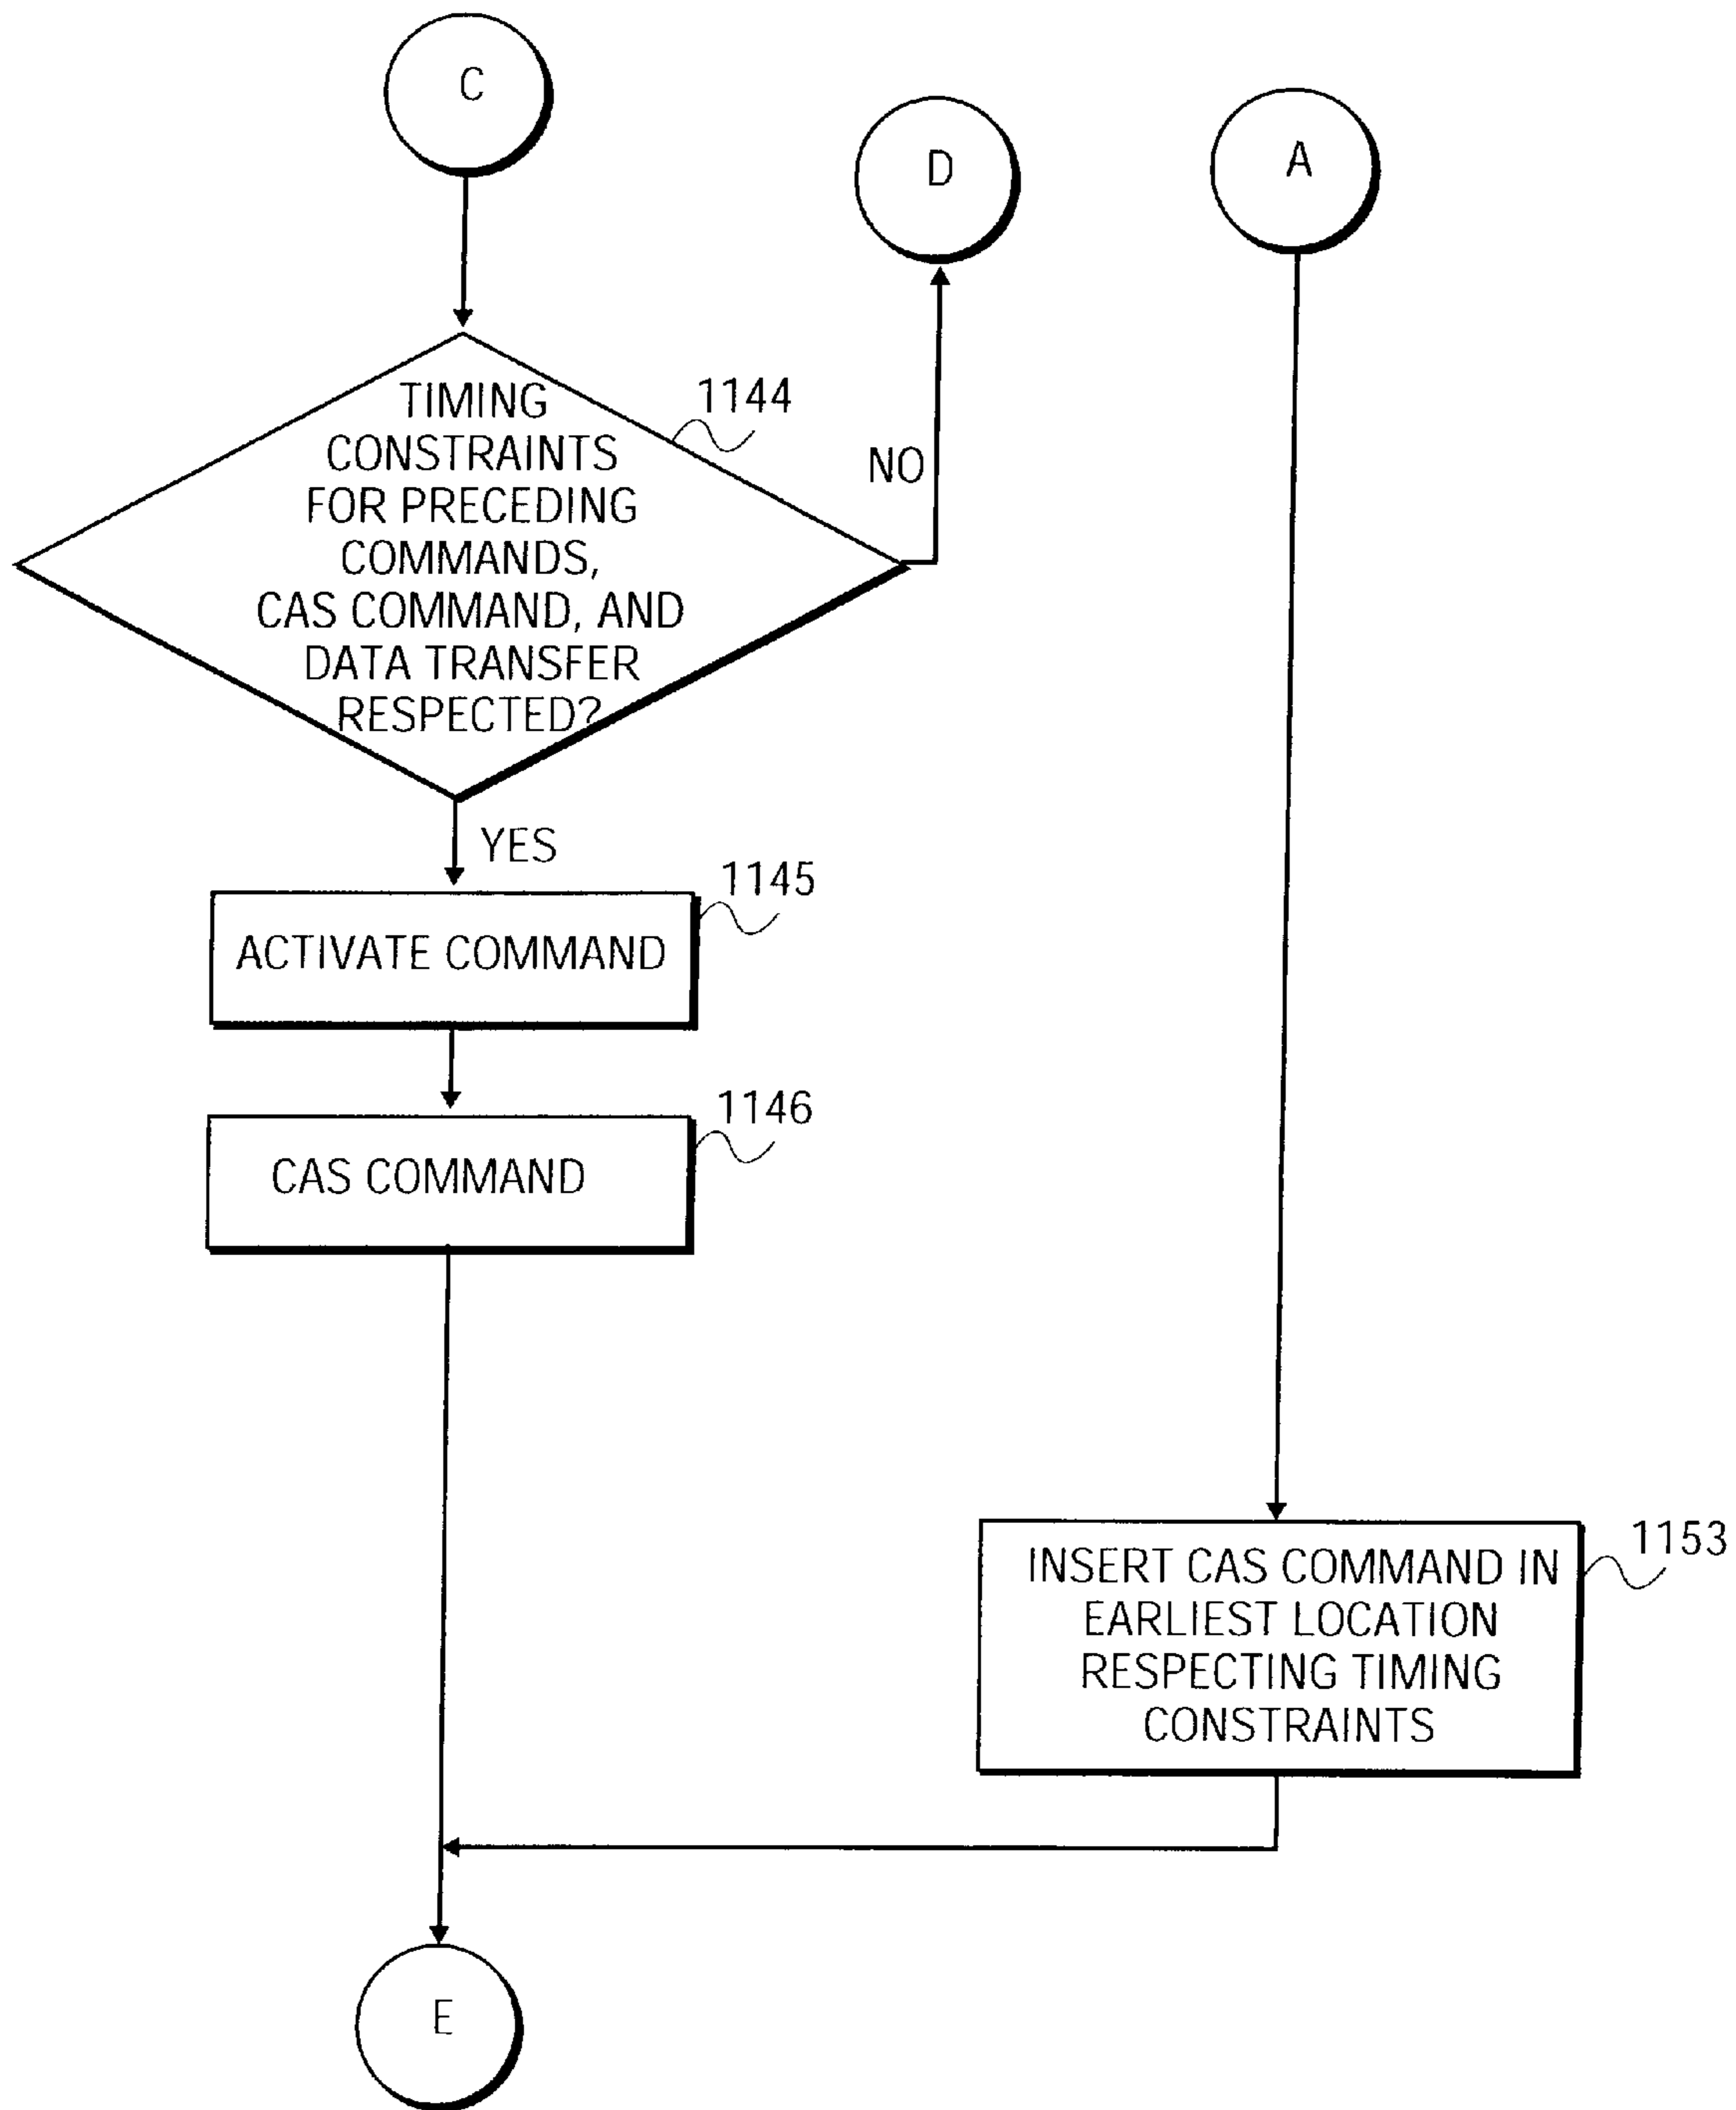 C
D
A
TIMING
CONSTRAINTS
FOR PRECEDING
COMMANDS,
CAS COMMAND, AND
DATA TRANSFER
RESPECTED?
1144
NO
YES
1145
ACTIVATE COMMAND
1146
CAS COMMAND
1153
INSERT CAS COMMAND IN
EARLIEST LOCATION
RESPECTING TIMING
CONSTRAINTS
E